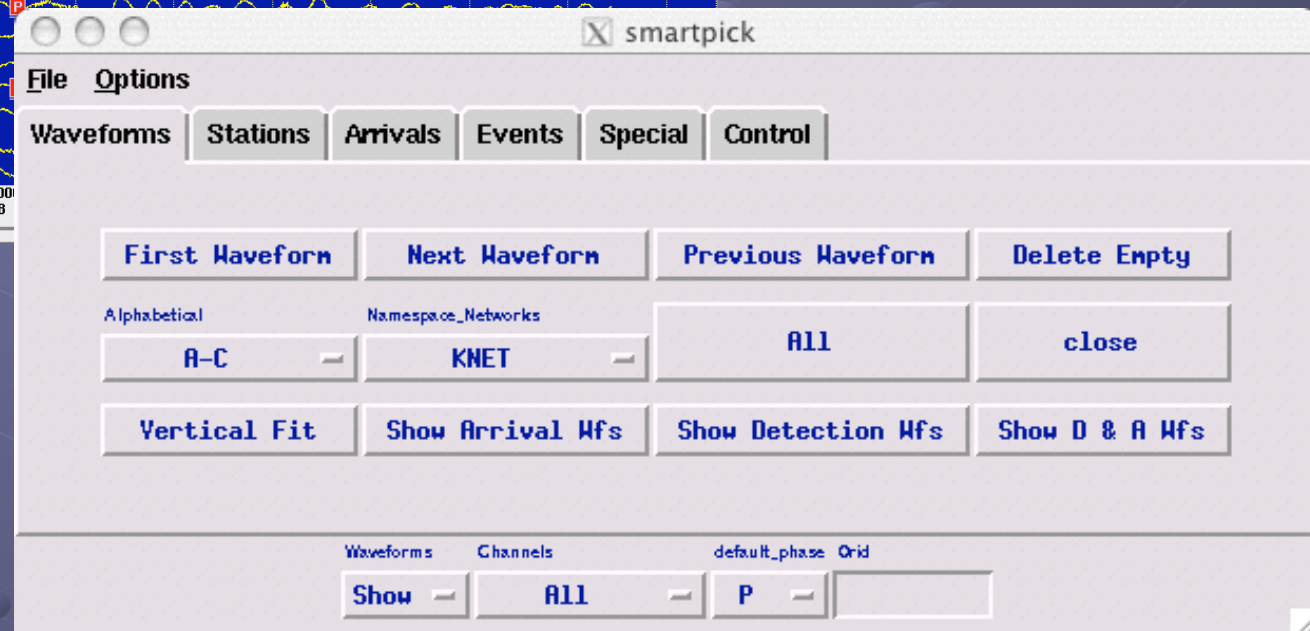 P
smartpick
File Options
Waveforms Stations Arrivals Events Special Control
First Waveform Next Waveform Previous Waveform Delete Empty
Alphabetical Namespace_Networks
A-C KNET All close
Vertical Fit Show Arrival Wfs Show Detection Wfs Show D & A Wfs
Waveforms Channels default_phase Orid
Show All P